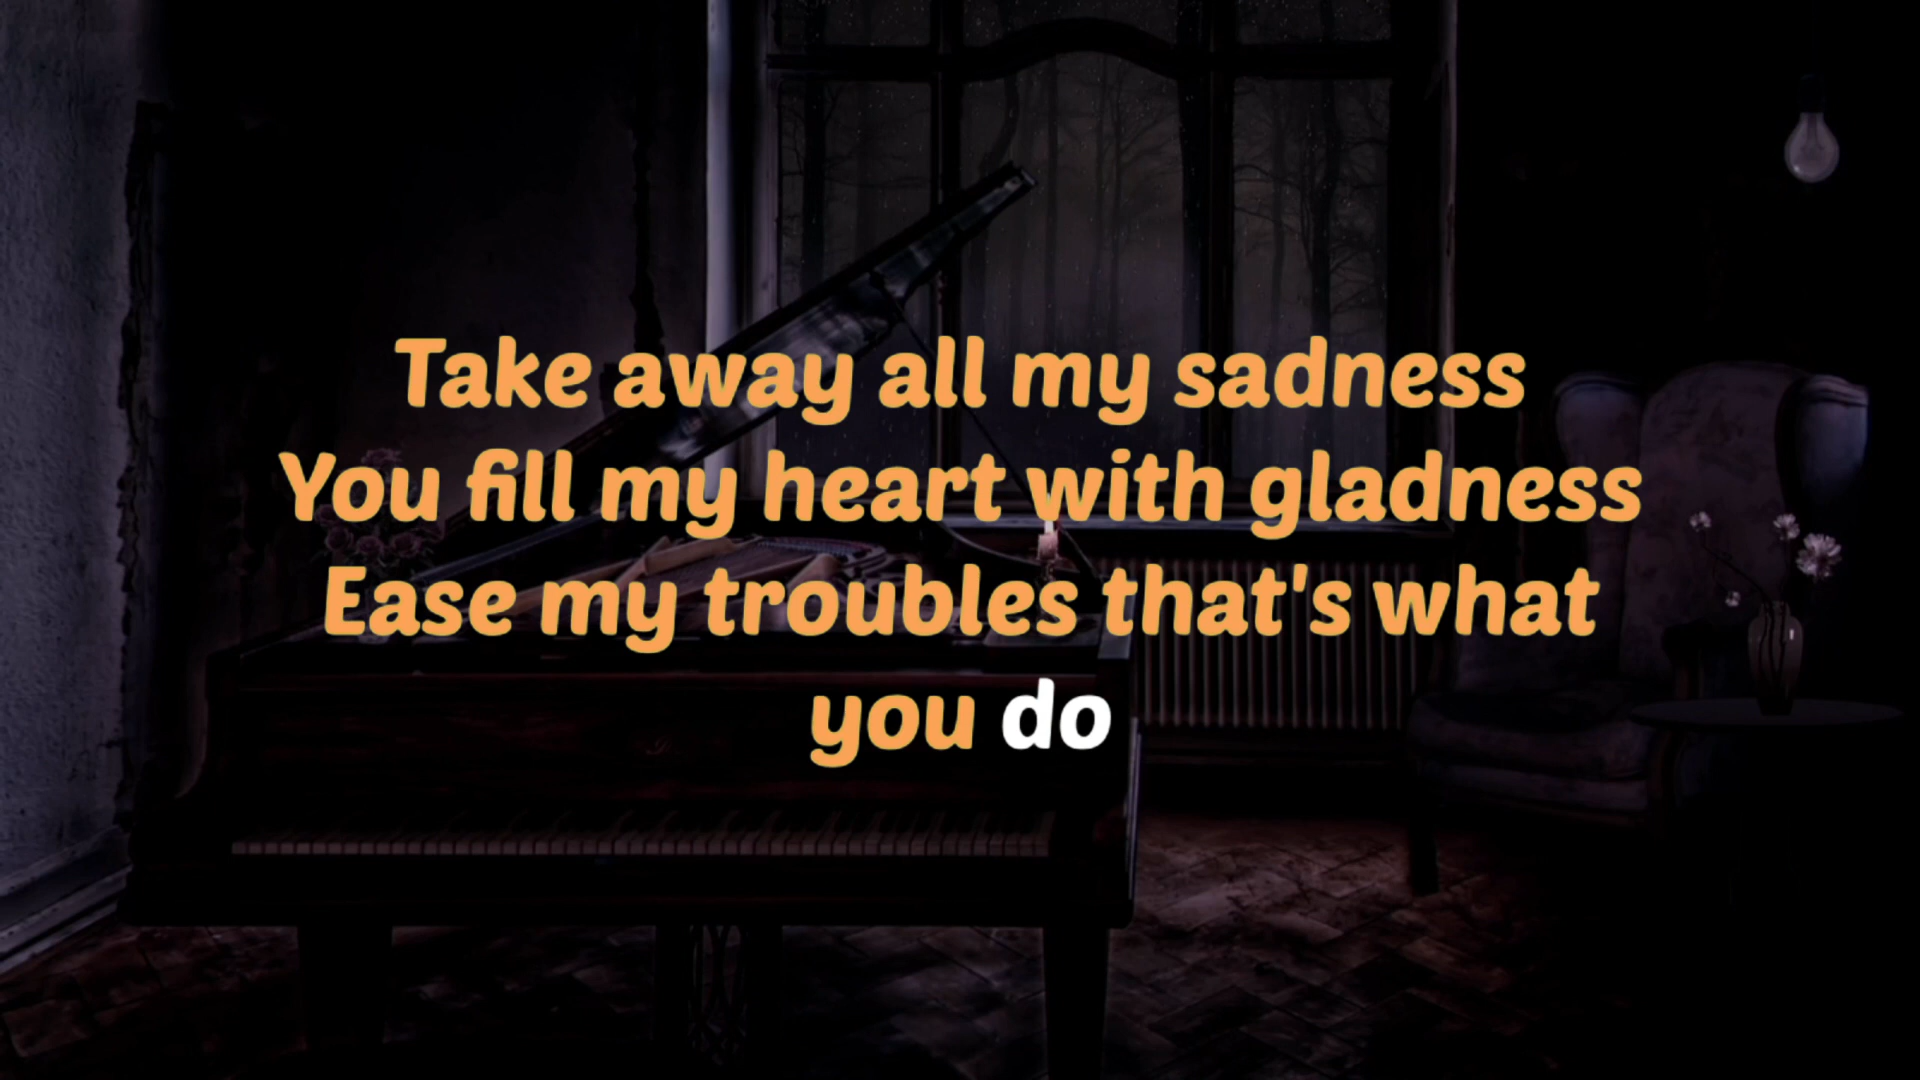 Take away all my sadness
You fill my heart with gladness
Ease my troubles that's what
you do